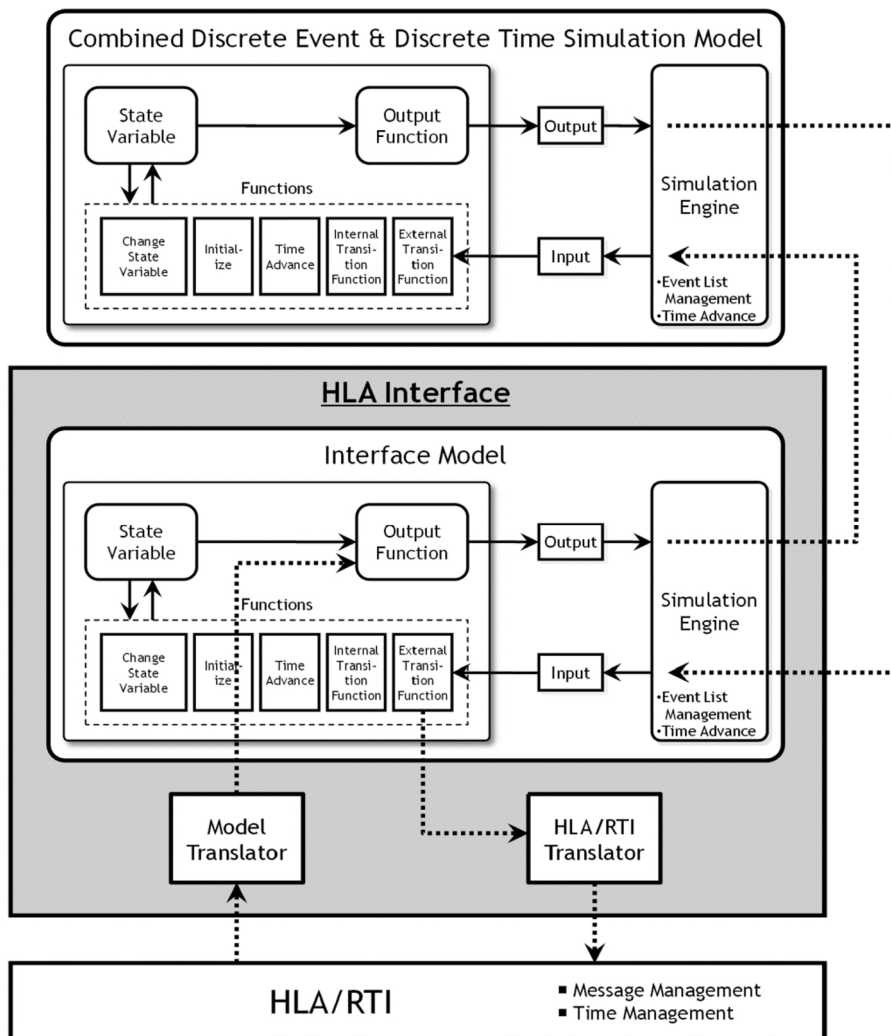 Combined Discrete Event & Discrete Time Simulation Model
State
Variable
Output
Function
Output
Functions
Change
State
Variable
Initial-
ize
Time
Advance
Internal
Transi-
tion
Function
External
Transi-
tion
Function
Input
Simulation
Engine
•Event List
Management
•Time Advance
HLA Interface
Interface Model
State
Variable
Output
Function
Output
Functions
Change
State
Variable
Initial-
ize
Time
Advance
Internal
Transi-
tion
Function
External
Transi-
tion
Function
Input
Simulation
Engine
•Event List
Management
•Time Advance
Model
Translator
HLA/RTI
Translator
HLA/RTI
▪ Message Management
▪ Time Management